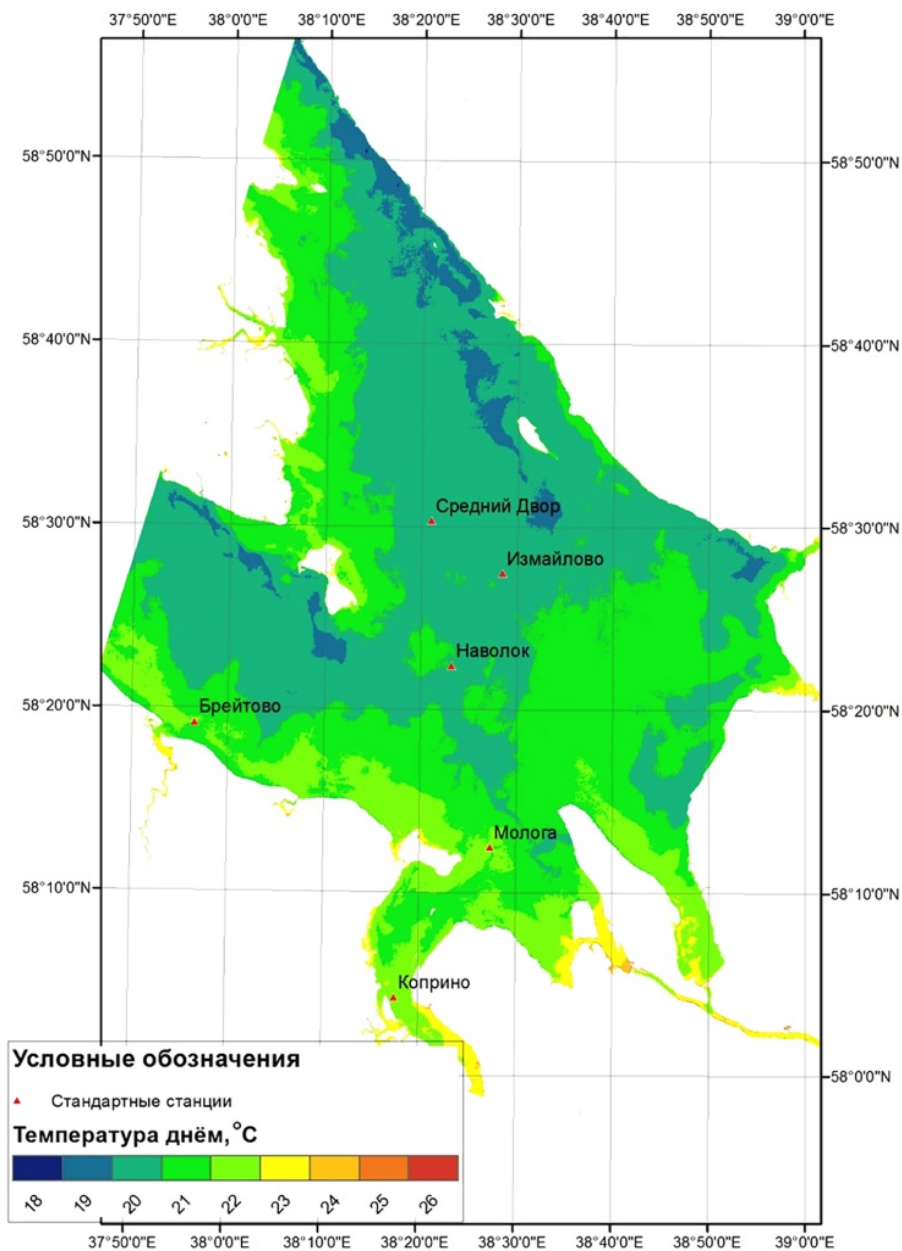 37°50'0"E 38°0'0"E 38°10'0"E 38°20'0"E 38°30'0"E 38°40'0"E 38°50'0"E 39°0'0"E
58°50'0"N 58°50'0"N
58°40'0"N 58°40'0"N
Средний Двор
58°30'0"N 58°30'0"N
Измайлово
Наволок
Брейтово
58°20'0"N 58°20'0"N
Молога
58°10'0"N 58°10'0"N
Коприно
Условные обозначения
58°0'0"N
Стандартные станции
Температура днём,°С
18 19 20 21 22 23 24 25 26
37°50'0"E 38°0'0"E 38°10'0"E 38°20'0"E 38°30'0"E 38°40'0"E 38°50'0"E 39°0'0"E